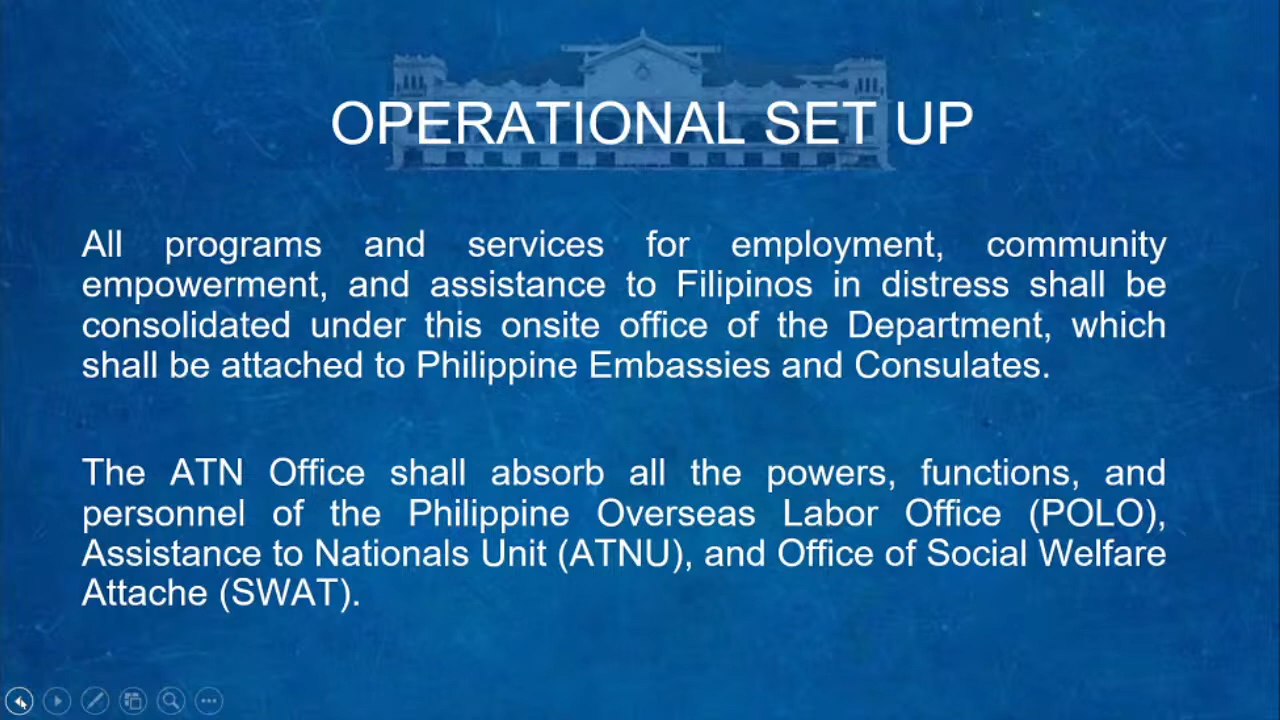 OPERATIONAL SET UP
All programs and services for employment, community
empowerment, and assistance to Filipinos in distress shall be
consolidated under this onsite office of the Department, which
shall be attached to Philippine Embassies and Consulates.
The ATN Office shall absorb all the powers, functions, and
personnel of the Philippine Overseas Labor Office (POLO),
Assistance to Nationals Unit (ATNU), and Office of Social Welfare
Attache (SWAT).